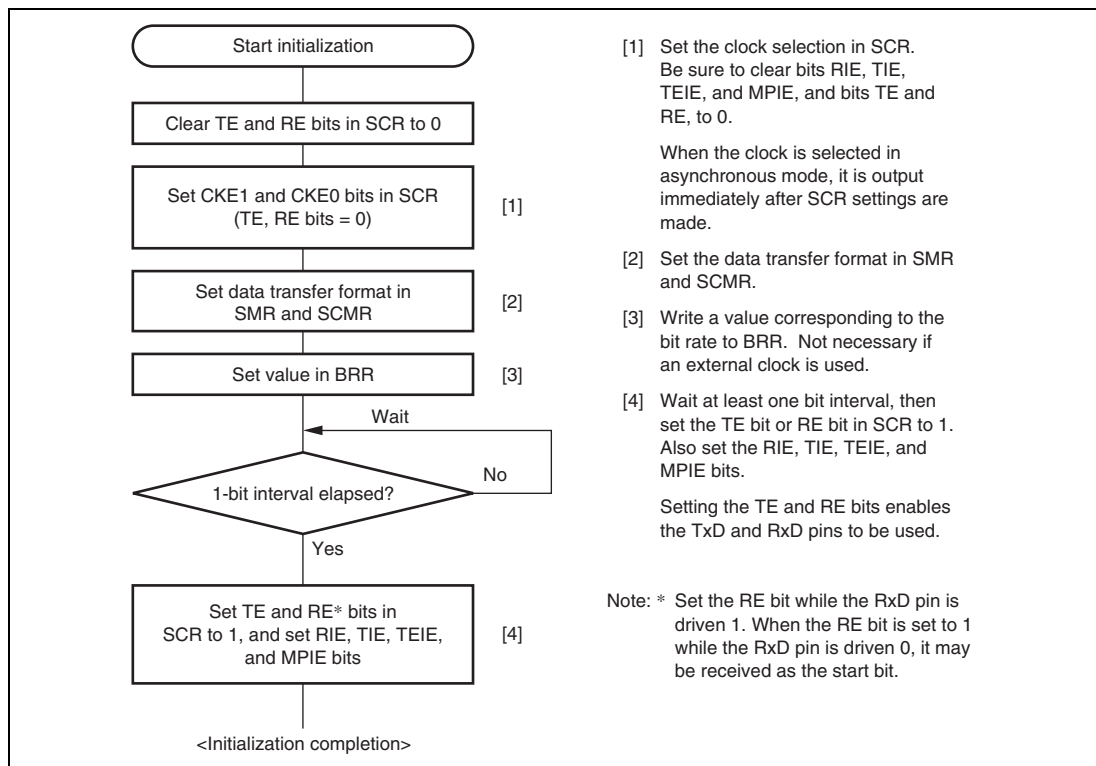 Start initialization
Clear TE and RE bits in SCR to 0
Set CKE1 and CKE0 bits in SCR
(TE, RE bits = 0)
[1]
Set data transfer format in
SMR and SCMR
[2]
Set value in BRR
[3]
Wait
No
1-bit interval elapsed?
Yes
Set TE and RE* bits in
SCR to 1, and set RIE, TIE, TEIE,
and MPIE bits
[4]
<Initialization completion>
[1] Set the clock selection in SCR.
Be sure to clear bits RIE, TIE,
TEIE, and MPIE, and bits TE and
RE, to 0.
When the clock is selected in
asynchronous mode, it is output
immediately after SCR settings are
made.
[2] Set the data transfer format in SMR
and SCMR.
[3] Write a value corresponding to the
bit rate to BRR. Not necessary if
an external clock is used.
[4] Wait at least one bit interval, then
set the TE bit or RE bit in SCR to 1.
Also set the RIE, TIE, TEIE, and
MPIE bits.
Setting the TE and RE bits enables
the TxD and RxD pins to be used.
Note: * Set the RE bit while the RxD pin is
driven 1. When the RE bit is set to 1
while the RxD pin is driven 0, it may
be received as the start bit.